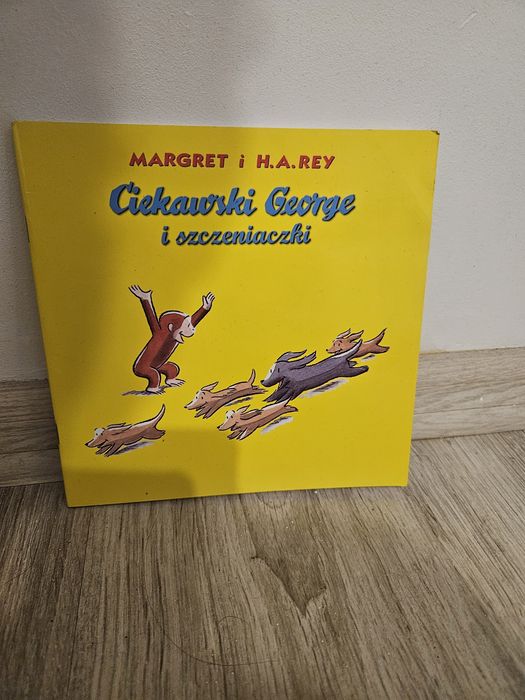 MARGRET i H.A.REY
Ciekawski George
i szczeniaczki